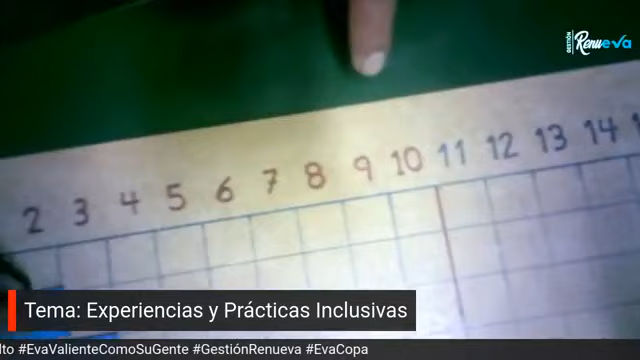 GESTIÓN
Renueva
2 3 4 5 6 7 8 9 10 11 12 13 14
Tema: Experiencias y Prácticas Inclusivas
#EvaValienteComoSuGente #GestiónRenueva #EvaCopa